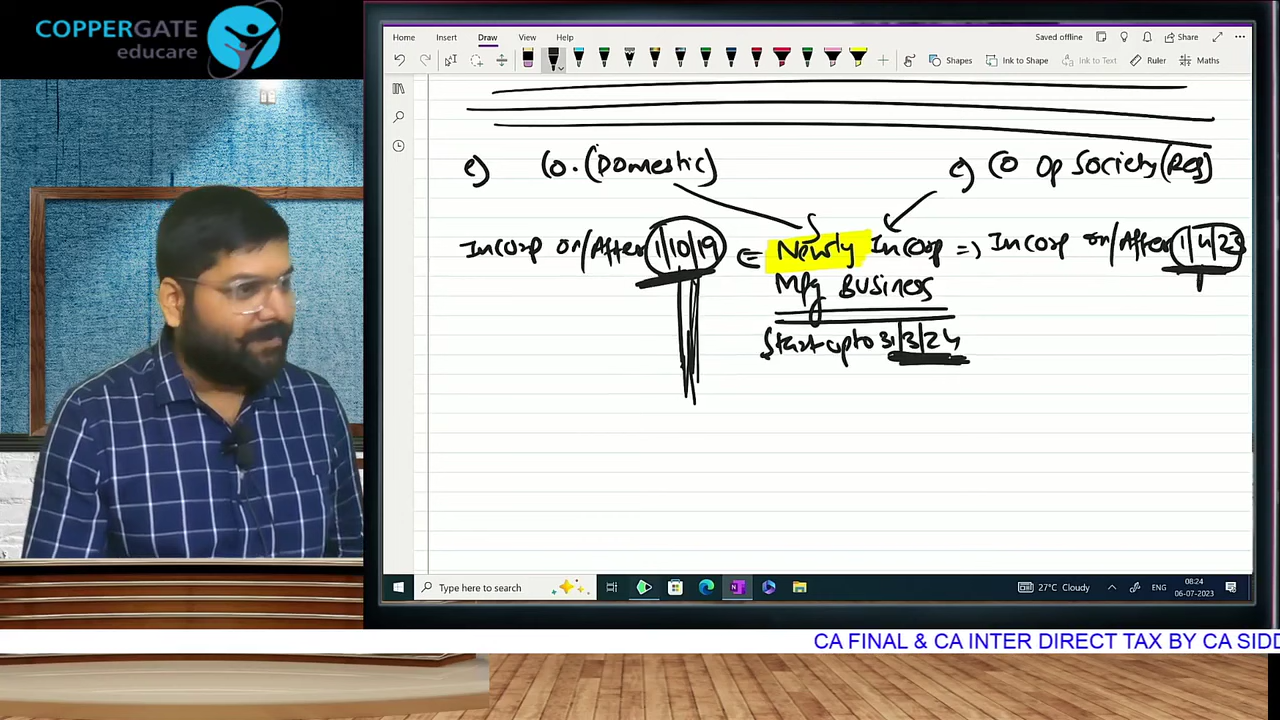 COPPERGATE
educare
Home Insert Draw View Help
Saved offline
Share
Shapes
Ink to Shape
Ink to Text
Ruler
Maths
e) Co. (Domestic)
e) Co Op Society (Reg)
Incorp on/After 1/10/19 <= Newly Incorp => Incorp on/After 1/4/23
Mfg Business
Start upto 31/3/24
Type here to search
27°C Cloudy
ENG
08:24
06-07-2023
CA FINAL & CA INTER DIRECT TAX BY CA SIDD